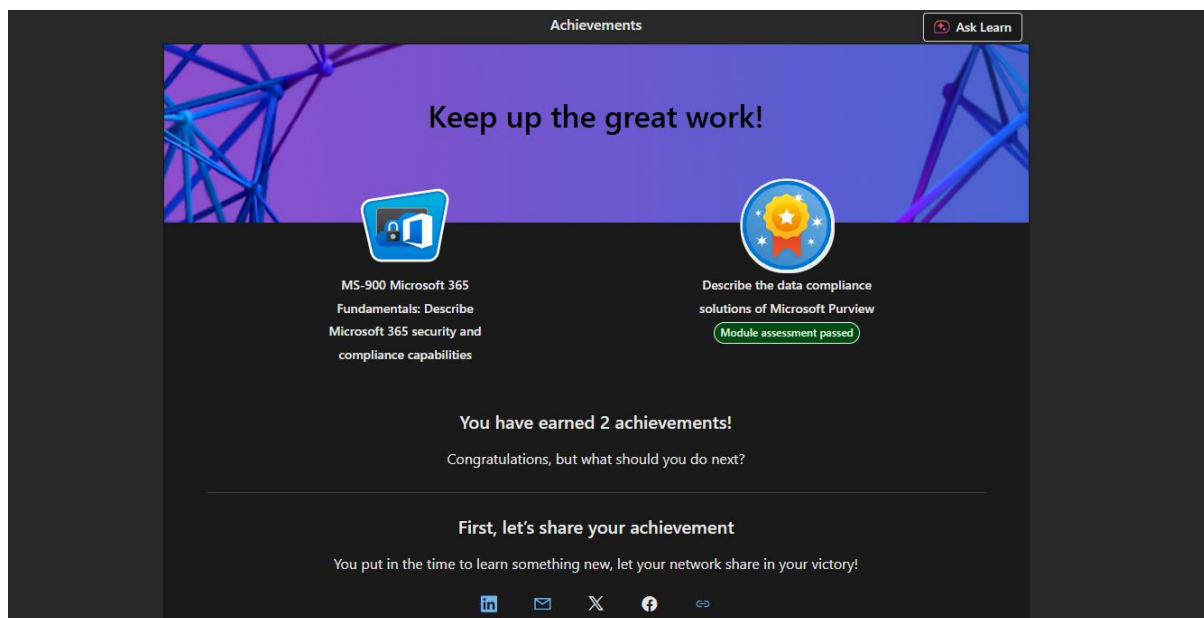 Achievements
Ask Learn
Keep up the great work!
MS-900 Microsoft 365
Fundamentals: Describe
Microsoft 365 security and
compliance capabilities
Describe the data compliance
solutions of Microsoft Purview
Module assessment passed
You have earned 2 achievements!
Congratulations, but what should you do next?
First, let’s share your achievement
You put in the time to learn something new, let your network share in your victory!